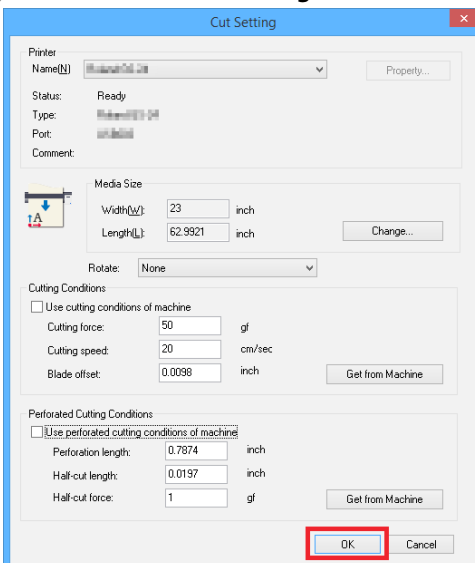 Cut Setting
Printer
Name(N)
Property...
Status: Ready
Type:
Port:
Comment:
Media Size
Width(W): 23 inch
Length(L): 62.9921 inch
Change...
A
Rotate: None
Cutting Conditions
Use cutting conditions of machine
Cutting force: 50 gf
Cutting speed: 20 cm/sec
Blade offset: 0.0098 inch
Get from Machine
Perforated Cutting Conditions
Use perforated cutting conditions of machine
Perforation length: 0.7874 inch
Half-cut length: 0.0197 inch
Half-cut force: 1 gf
Get from Machine
OK Cancel